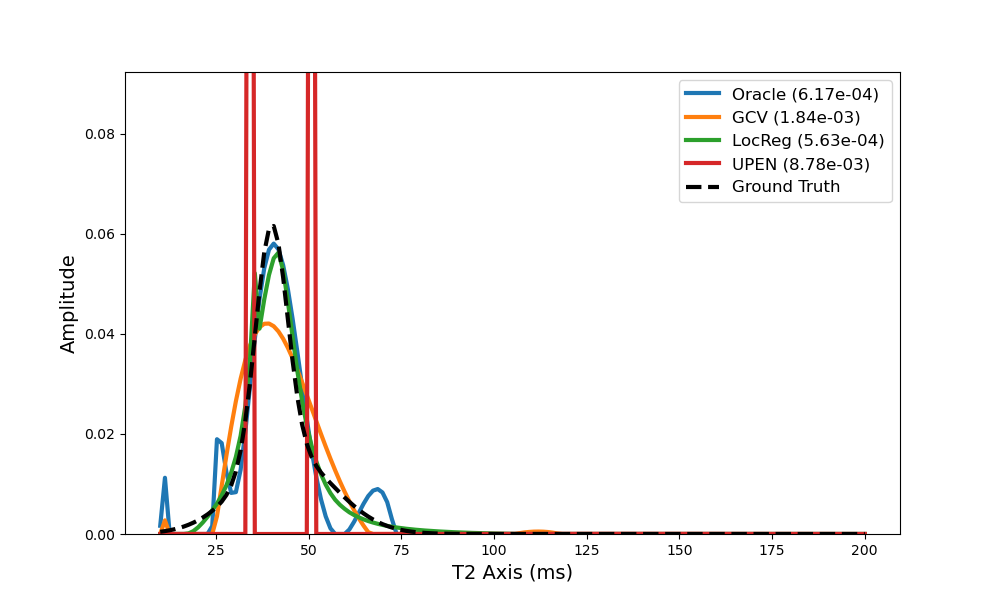 Oracle (6.17e-04)
GCV (1.84e-03)
LocReg (5.63e-04)
UPEN (8.78e-03)
Ground Truth
Amplitude
0.08
0.06
0.04
0.02
0.00
25 50 75 100 125 150 175 200
T2 Axis (ms)